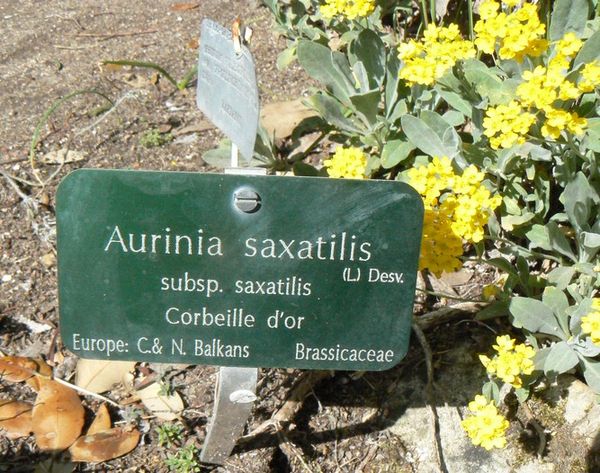 Aurinia saxatilis
(L.) Desv.
subsp. saxatilis
Corbeille d'or
Europe: C.& N. Balkans Brassicaceae